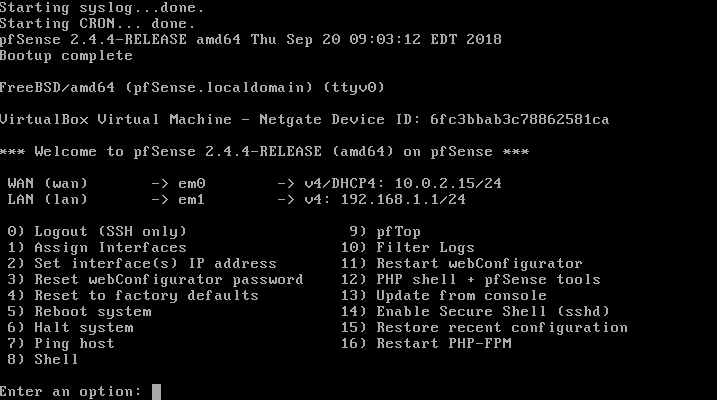 Starting syslog...done.
Starting CRON... done.
pfSense 2.4.4-RELEASE amd64 Thu Sep 20 09:03:12 EDT 2018
Bootup complete
FreeBSD/amd64 (pfSense.localdomain) (ttyv0)
VirtualBox Virtual Machine - Netgate Device ID: 6fc3bbab3c78862581ca
*** Welcome to pfSense 2.4.4-RELEASE (amd64) on pfSense ***
WAN (wan)       -> em0        -> v4/DHCP4: 10.0.2.15/24
LAN (lan)       -> em1        -> v4: 192.168.1.1/24
0) Logout (SSH only)                  9) pfTop
1) Assign Interfaces                 10) Filter Logs
2) Set interface(s) IP address       11) Restart webConfigurator
3) Reset webConfigurator password    12) PHP shell + pfSense tools
4) Reset to factory defaults         13) Update from console
5) Reboot system                     14) Enable Secure Shell (sshd)
6) Halt system                       15) Restore recent configuration
7) Ping host                         16) Restart PHP-FPM
8) Shell
Enter an option: